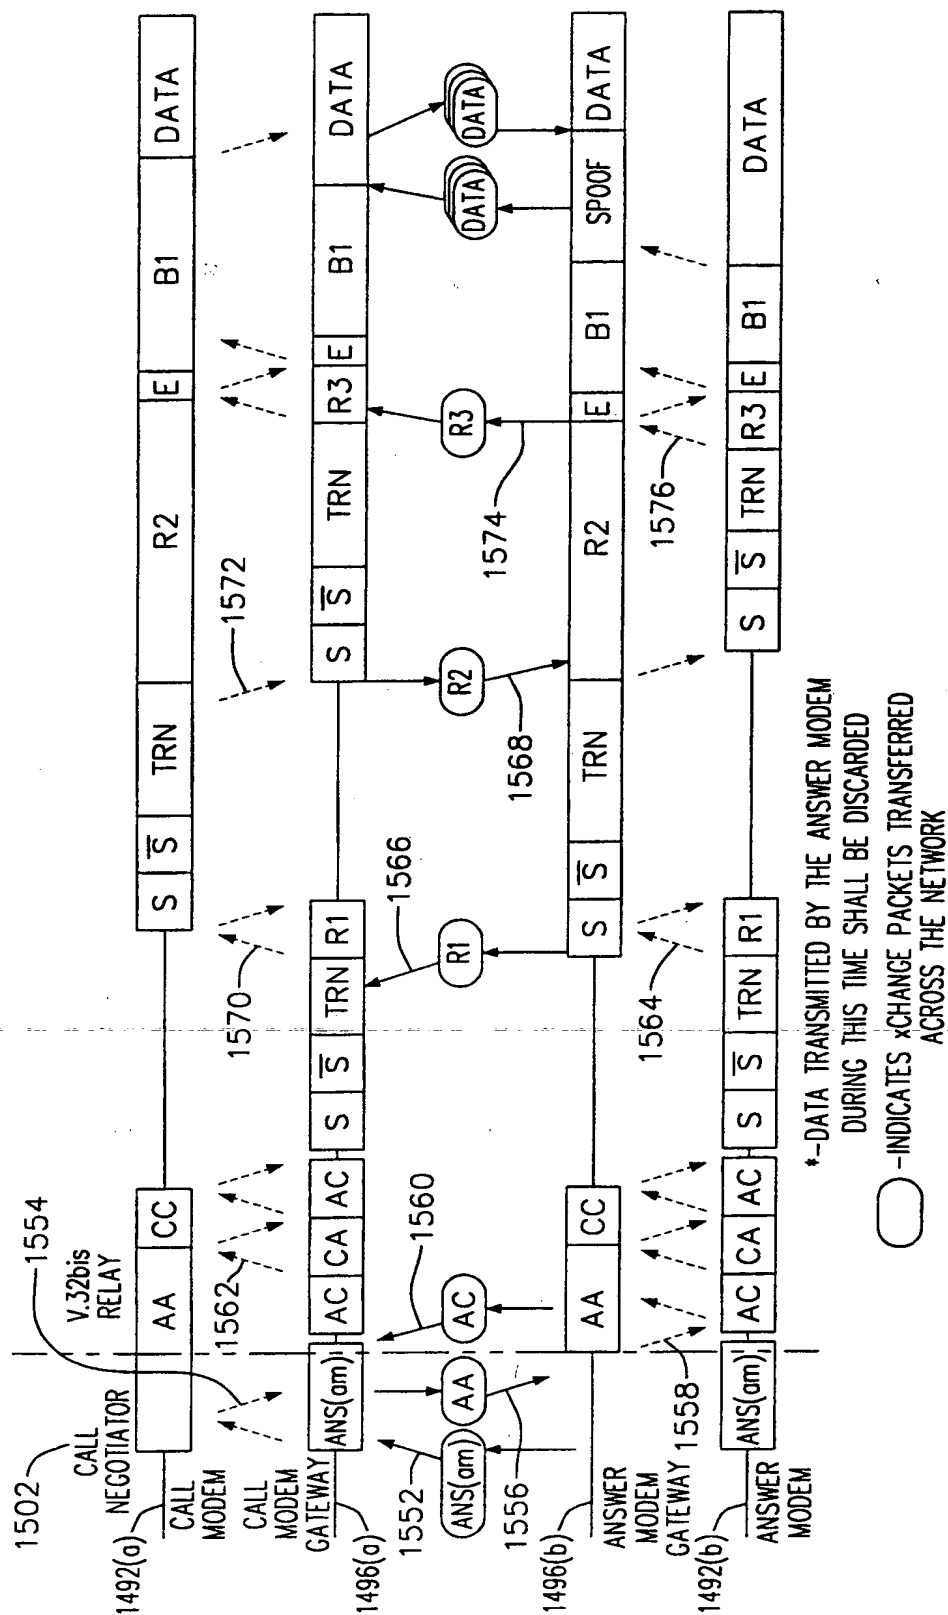 1502
CALL
NEGOTIATOR
V.32bis
RELAY
1554
1492(a)
CALL
MODEM
AA
CC
S
S̅
TRN
R2
E
B1
DATA
1562
1570
1572
CALL
MODEM
GATEWAY
1496(a)
ANS(am)
AC
CA
AC
S
S̅
TRN
R1
S
S̅
TRN
R3
E
B1
DATA
1552
ANS(am)
1556
AA
AC
1560
R1
1566
R2
1568
R3
1574
DATA
DATA
1496(b)
ANSWER
MODEM
GATEWAY
AA
CC
S
S̅
TRN
R2
E
B1
SPOOF
DATA
1558
1564
1576
1492(b)
ANSWER
MODEM
ANS(am)
AC
CA
AC
S
S̅
TRN
R1
S
S̅
TRN
R3
E
B1
DATA
*-DATA TRANSMITTED BY THE ANSWER MODEM
DURING THIS TIME SHALL BE DISCARDED
-INDICATES xCHANGE PACKETS TRANSFERRED
ACROSS THE NETWORK